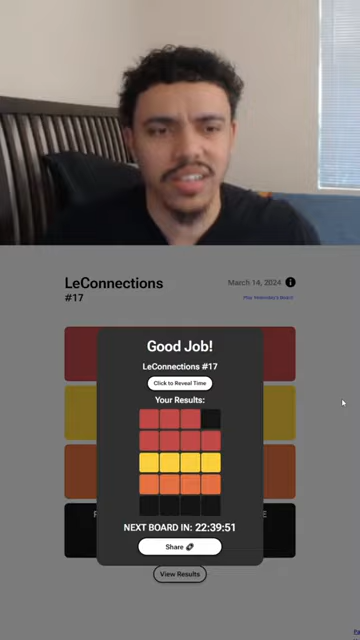 LeConnections
#17
March 14, 2024
Play Yesterday's Board
Good Job!
LeConnections #17
Click to Reveal Time
Your Results:
NEXT BOARD IN: 22:39:51
Share
View Results